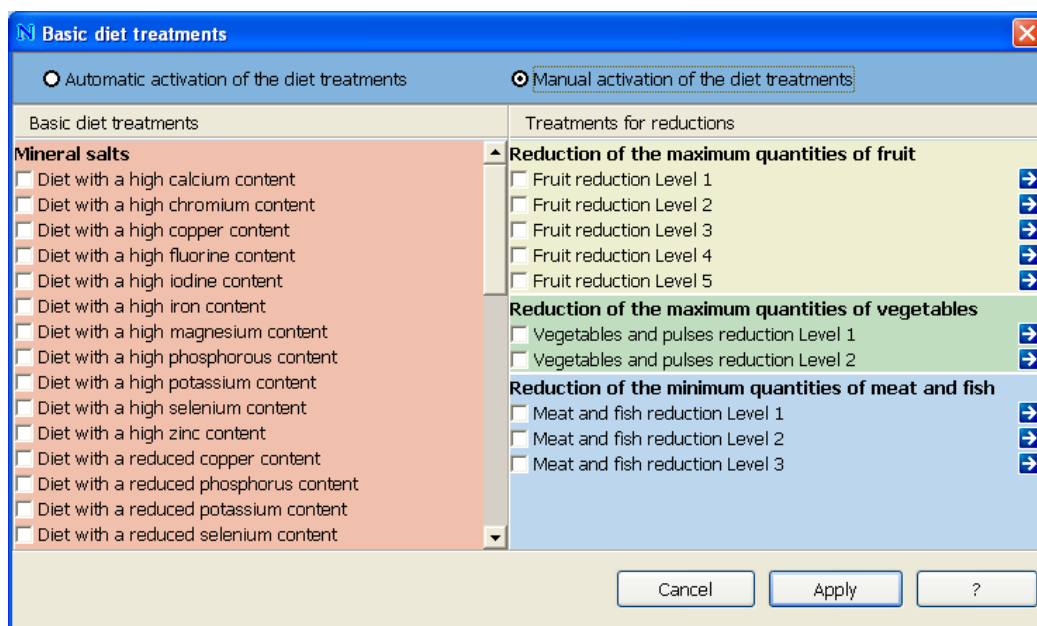 N Basic diet treatments
Automatic activation of the diet treatments
Manual activation of the diet treatments
Basic diet treatments
Mineral salts
Diet with a high calcium content
Diet with a high chromium content
Diet with a high copper content
Diet with a high fluorine content
Diet with a high iodine content
Diet with a high iron content
Diet with a high magnesium content
Diet with a high phosphorous content
Diet with a high potassium content
Diet with a high selenium content
Diet with a high zinc content
Diet with a reduced copper content
Diet with a reduced phosphorus content
Diet with a reduced potassium content
Diet with a reduced selenium content
Treatments for reductions
Reduction of the maximum quantities of fruit
Fruit reduction Level 1
Fruit reduction Level 2
Fruit reduction Level 3
Fruit reduction Level 4
Fruit reduction Level 5
Reduction of the maximum quantities of vegetables
Vegetables and pulses reduction Level 1
Vegetables and pulses reduction Level 2
Reduction of the minimum quantities of meat and fish
Meat and fish reduction Level 1
Meat and fish reduction Level 2
Meat and fish reduction Level 3
Cancel
Apply
?